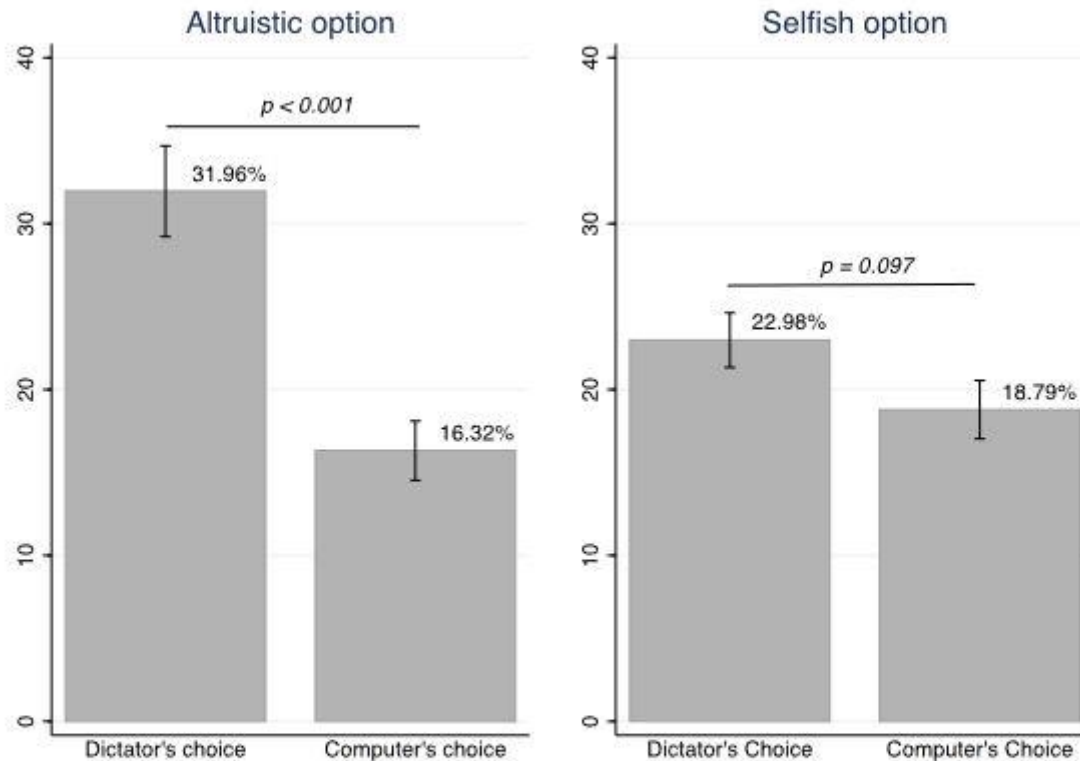 Altruistic option
40
30
20
10
0
p < 0.001
31.96%
16.32%
Dictator's choice
Computer's choice
Selfish option
40
30
20
10
0
p = 0.097
22.98%
18.79%
Dictator's Choice
Computer's Choice